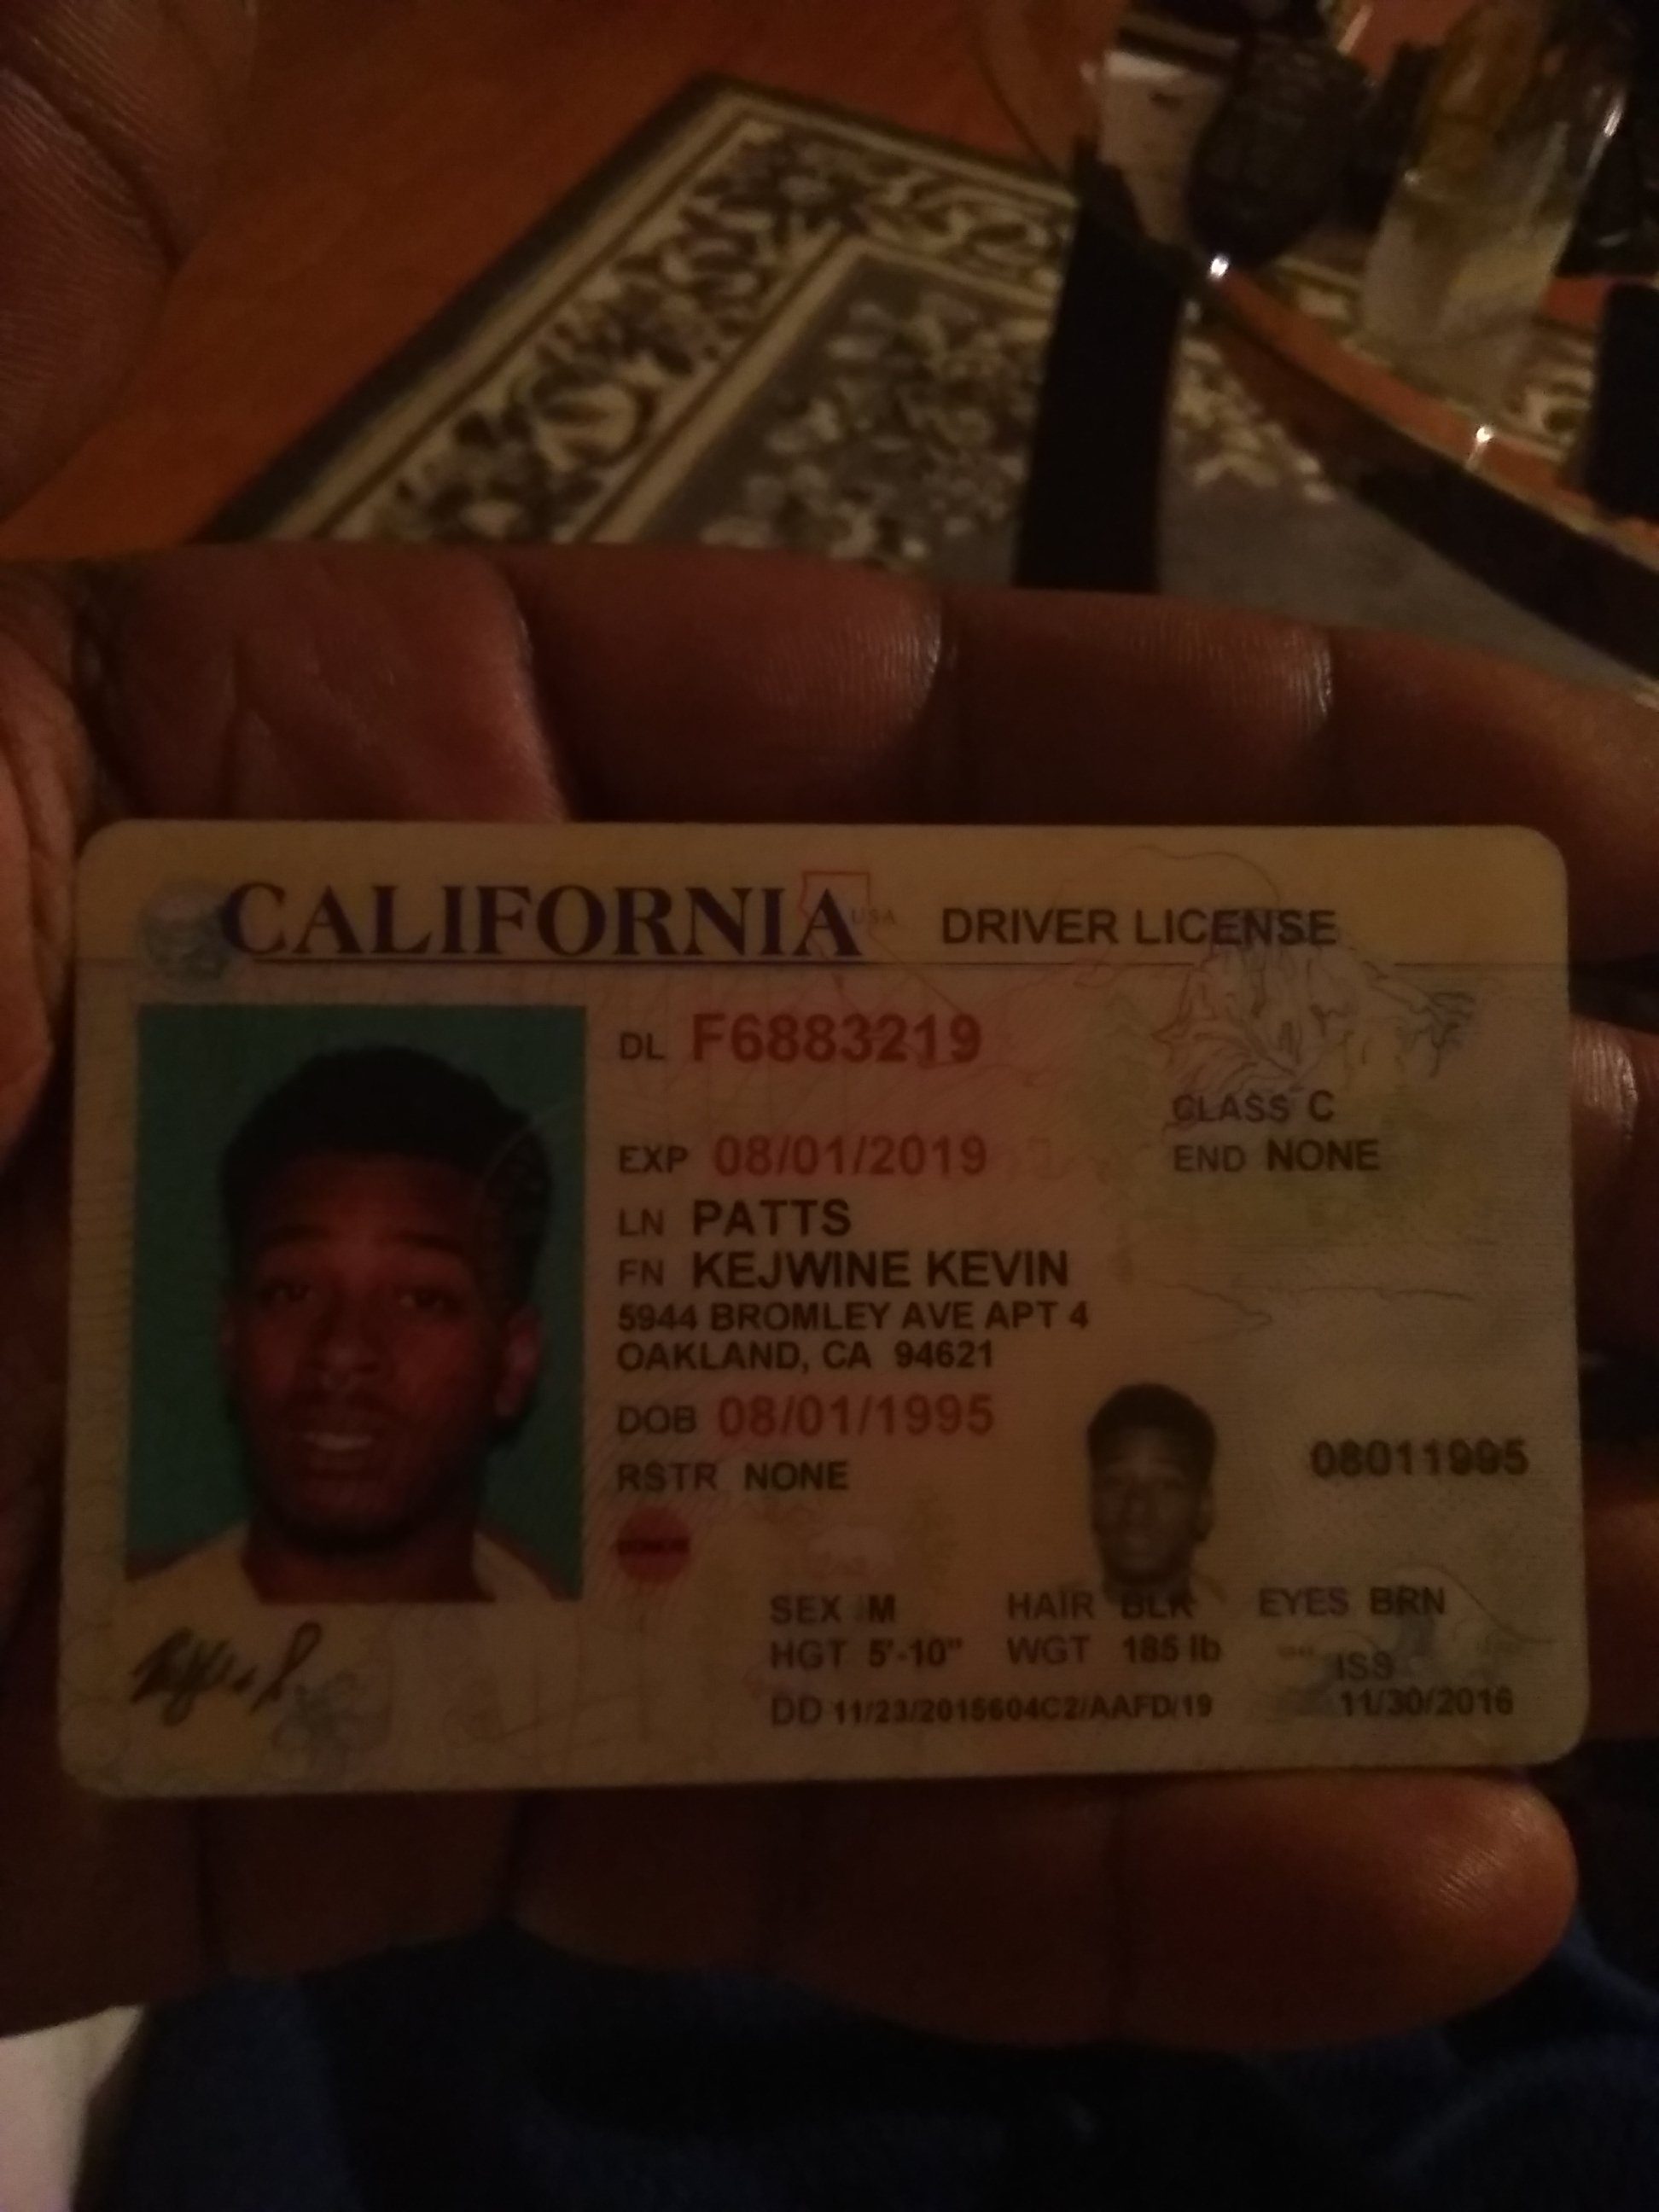 CALIFORNIA USA DRIVER LICENSE
DL F6883219
CLASS C
EXP 08/01/2019
END NONE
LN PATTS
FN KEJWINE KEVIN
5944 BROMLEY AVE APT 4
OAKLAND, CA 94621
DOB 08/01/1995
RSTR NONE
08011995
DONOR
SEX M HAIR BLK EYES BRN
HGT 5'-10" WGT 185 lb
ISS
DD 11/23/2015604C2/AAFD/19 11/30/2016